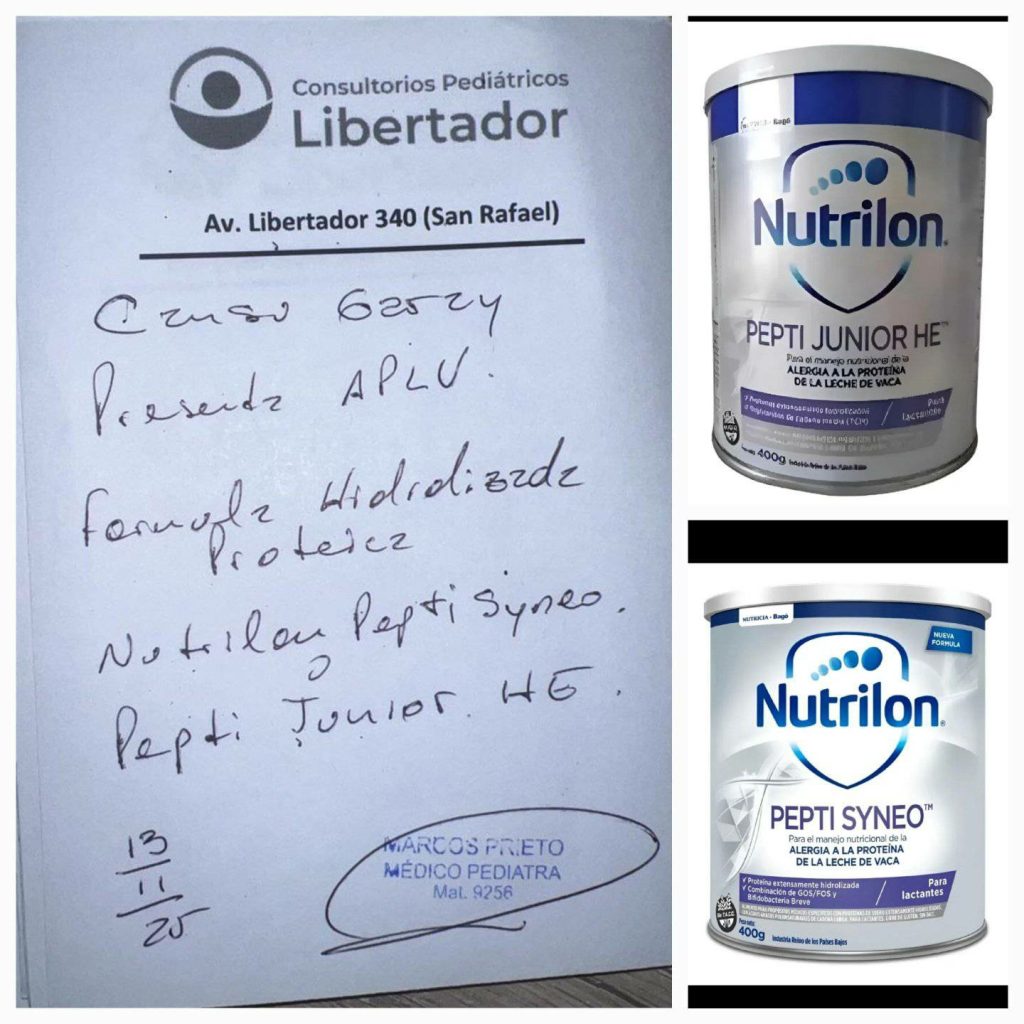 Consultorios Pediátricos
Libertador
Av. Libertador 340 (San Rafael)
Presenta APLV.
Formula Hidrolizada
Proteica
Nutrilon Pepti Syneo.
o
Pepti Junior HE.
13
11
25
MARCOS PRIETO
MÉDICO PEDIATRA
Mat. 9256
Nutrilon
PEPTI JUNIOR HE™
Para el manejo nutricional de la
ALERGIA A LA PROTEÍNA
DE LA LECHE DE VACA
Para
lactantes
400g
NUTRICIA - Bagó
NUEVA
FORMULA
Nutrilon
PEPTI SYNEO™
Para el manejo nutricional de la
ALERGIA A LA PROTEÍNA
DE LA LECHE DE VACA
✓ Proteína extensamente hidrolizada
✓ Combinación de GOS/FOS y
Bifidobacteria Breve
Para
lactantes
400g
Industria Reino de los Países Bajos